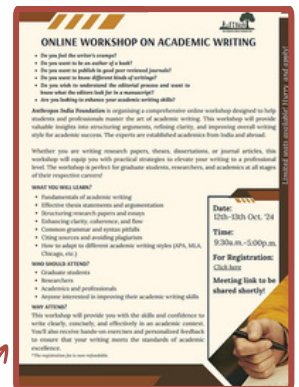 ONLINE WORKSHOP ON ACADEMIC WRITING
• Do you feel the writer's cramps?
• Do you want to be an author of a book?
• Do you want to publish in good peer reviewed journals?
• Do you want to know different kinds of writings?
• Do you wish to understand the editorial process and want to
know what the editors look for in a manuscript?
• Are you looking to enhance your academic writing skills?
Anthropos India Foundation is organising a comprehensive online workshop designed to help
students and professionals master the art of academic writing. This workshop will provide
valuable insights into structuring arguments, refining clarity, and improving overall writing
style for academic success. The experts are established academics from India and abroad.
Whether you are writing research papers, theses, dissertations, or journal articles, this
workshop will equip you with practical strategies to elevate your writing to a professional
level. The workshop is perfect for graduate students, researchers, and academics at all stages
of their respective careers!
WHAT YOU WILL LEARN?
• Fundamentals of academic writing
• Effective thesis statements and argumentation
• Structuring research papers and essays
• Enhancing clarity, coherence, and flow
• Common grammar and syntax pitfalls
• Citing sources and avoiding plagiarism
• How to adapt to different academic writing styles (APA, MLA,
Chicago, etc.)
WHO SHOULD ATTEND?
• Graduate students
• Researchers
• Academics and professionals
• Anyone interested in improving their academic writing skills
WHY ATTEND?
This workshop will provide you with the skills and confidence to
write clearly, concisely, and effectively in an academic context.
You'll also receive hands-on exercises and personalized feedback
to ensure that your writing meets the standards of academic
excellence.
*The registration fee is non-refundable.
Limited seats available! Hurry and apply!
Date:
12th-13th Oct. '24
Time:
9:30a.m.-5:00p.m.
For Registration:
Click here
Meeting link to be
shared shortly!